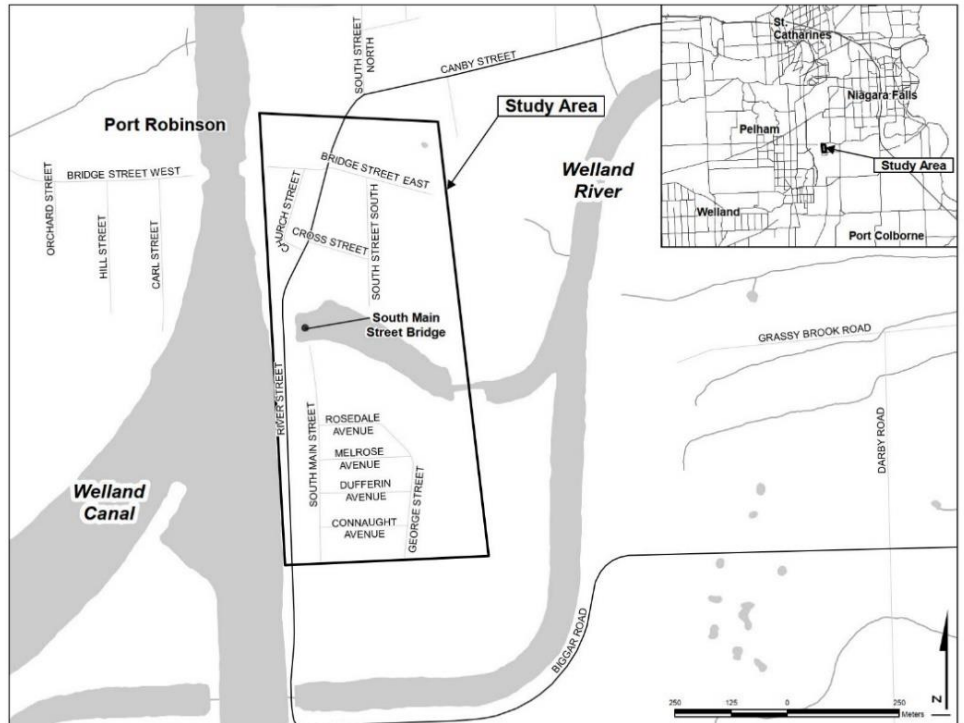 SOUTH STREET
NORTH
CANBY STREET
Port Robinson
Study Area
BRIDGE STREET WEST
BRIDGE STREET EAST
Welland
River
ORCHARD STREET
HILL STREET
CARL STREET
CHURCH STREET
CROSS STREET
SOUTH STREET SOUTH
South Main
Street Bridge
GRASSY BROOK ROAD
RIVER STREET
SOUTH MAIN STREET
ROSEDALE
AVENUE
MELROSE
AVENUE
DUFFERIN
AVENUE
CONNAUGHT
AVENUE
GEORGE STREET
DARBY ROAD
Welland
Canal
BIGGAR ROAD
St.
Catharines
Niagara Falls
Pelham
Study Area
Welland
Port Colborne
250 125 0 250
Meters
N